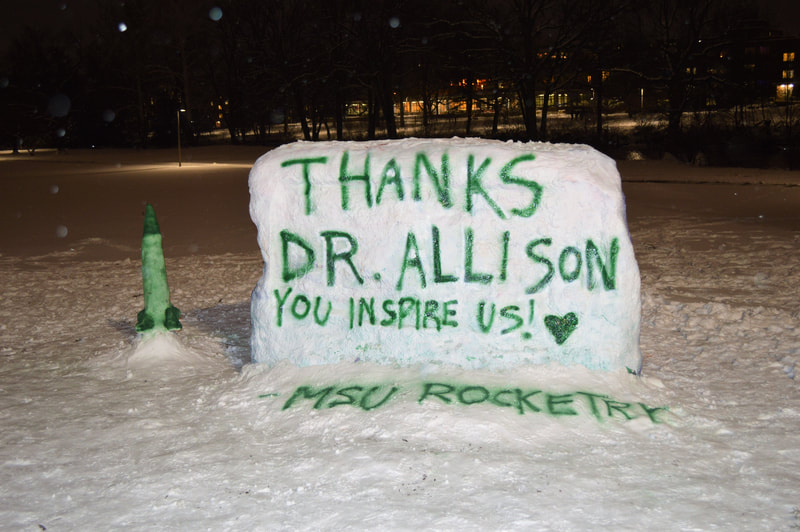 THANKS
DR. ALLISON
YOU INSPIRE US! ♥
- MSU ROCKETRY